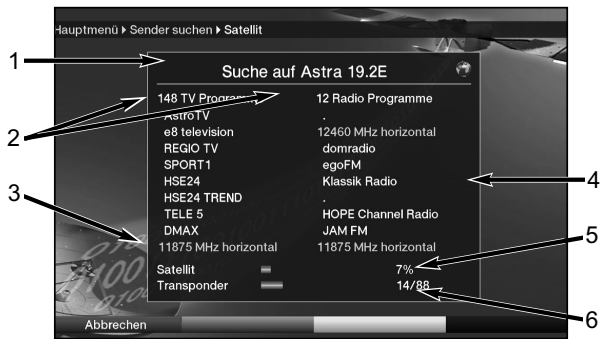 Hauptmenü ▸ Sender suchen ▸ Satellit
1
Suche auf Astra 19.2E
148 TV Programme
12 Radio Programme
2
AstroTV
.
e8 television
12460 MHz horizontal
REGIO TV
domradio
SPORT1
egoFM
HSE24
Klassik Radio
4
HSE24 TREND
.
3
TELE 5
HOPE Channel Radio
DMAX
JAM FM
5
11875 MHz horizontal
11875 MHz horizontal
Satellit
7%
Transponder
14/88
6
Abbrechen